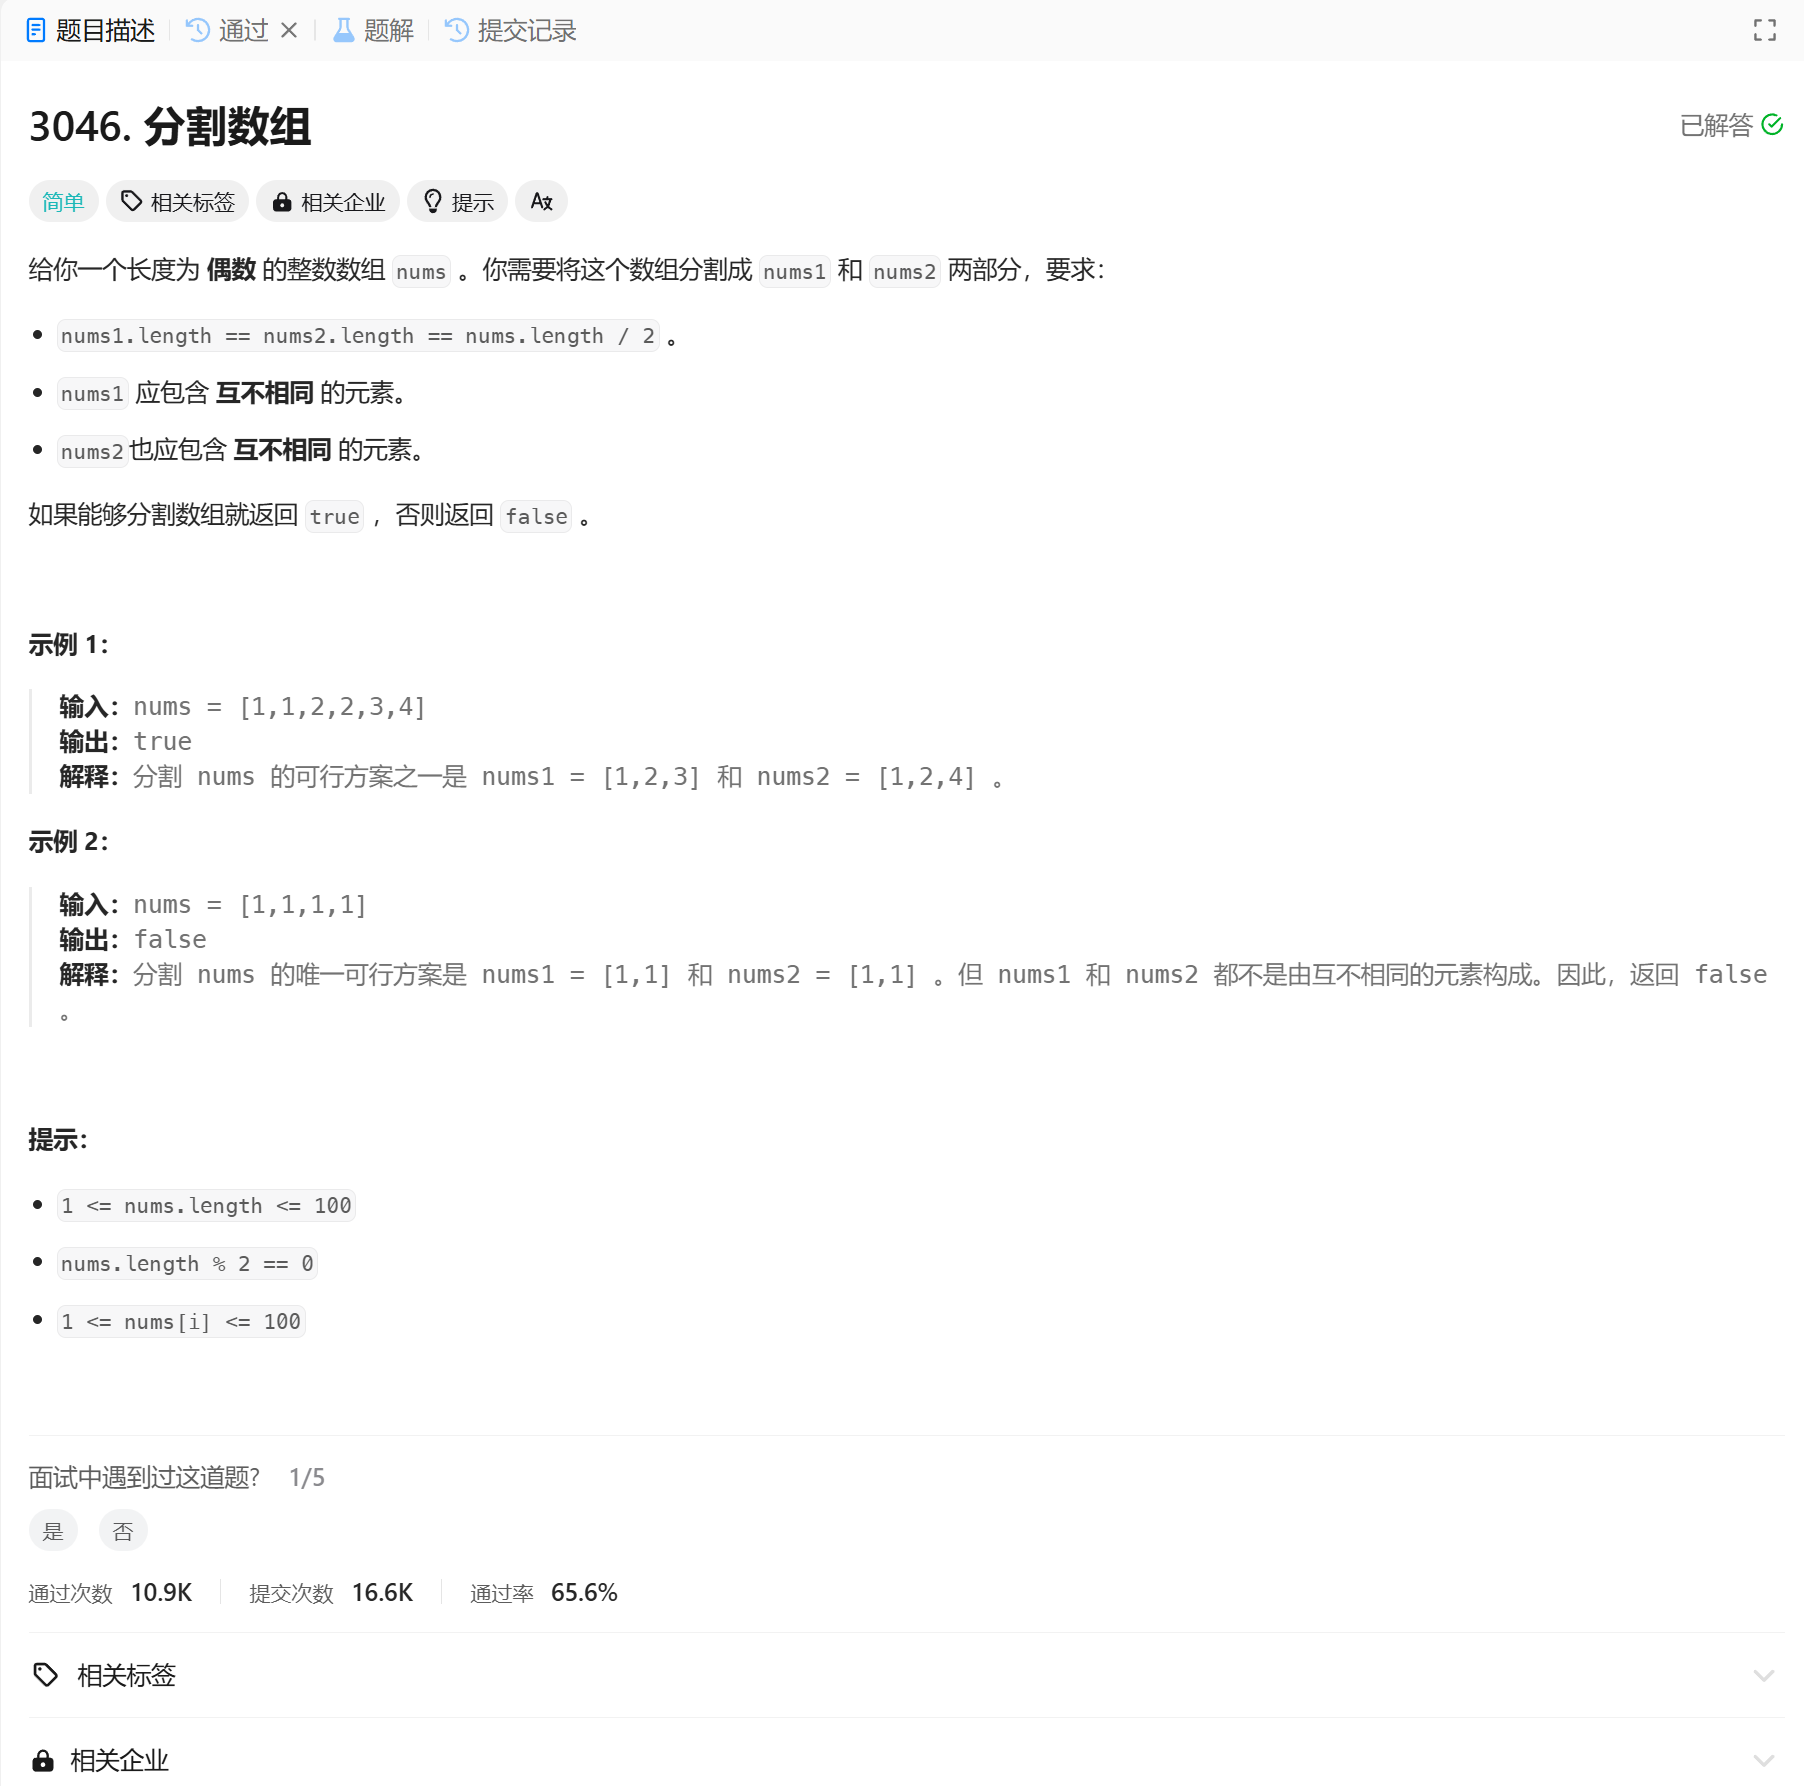 题目描述 通过 题解 提交记录
3046. 分割数组
已解答
简单 相关标签 相关企业 提示
给你一个长度为 偶数 的整数数组 nums 。你需要将这个数组分割成 nums1 和 nums2 两部分，要求：
nums1.length == nums2.length == nums.length / 2 。
nums1 应包含 互不相同 的元素。
nums2也应包含 互不相同 的元素。
如果能够分割数组就返回 true ，否则返回 false 。
示例 1：
输入：nums = [1,1,2,2,3,4]
输出：true
解释：分割 nums 的可行方案之一是 nums1 = [1,2,3] 和 nums2 = [1,2,4] 。
示例 2：
输入：nums = [1,1,1,1]
输出：false
解释：分割 nums 的唯一可行方案是 nums1 = [1,1] 和 nums2 = [1,1] 。但 nums1 和 nums2 都不是由互不相同的元素构成。因此，返回 false
。
提示：
1 <= nums.length <= 100
nums.length % 2 == 0
1 <= nums[i] <= 100
面试中遇到过这道题? 1/5
是 否
通过次数 10.9K 提交次数 16.6K 通过率 65.6%
相关标签
相关企业